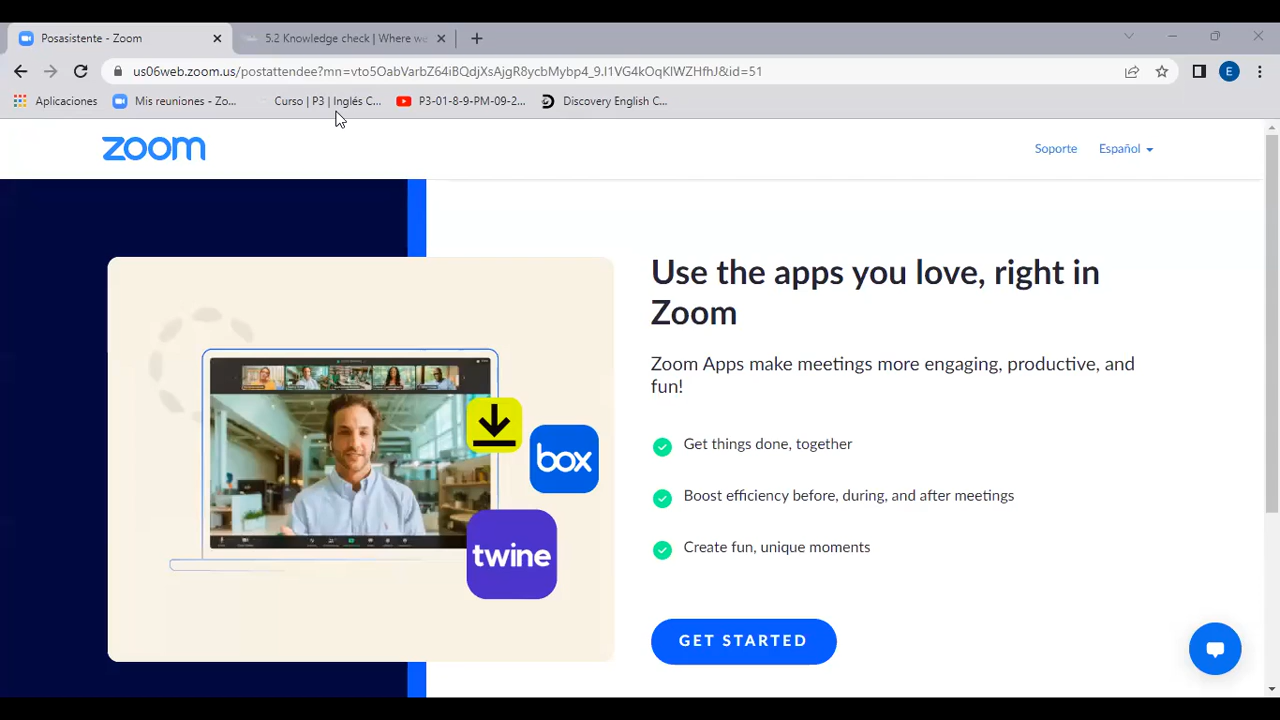 Posasistente - Zoom
5.2 Knowledge check | Where we
us06web.zoom.us/postattendee?mn=vto5OabVarbZ64iBQdjXsAjgR8ycbMybp4_9.I1VG4kOqKlWZHfhJ&id=51
E
Aplicaciones
Mis reuniones - Zo...
Curso | P3 | Inglés C...
P3-01-8-9-PM-09-2...
Discovery English C...
zoom
Soporte
Español
Use the apps you love, right in
Zoom
Zoom Apps make meetings more engaging, productive, and
fun!
Get things done, together
Boost efficiency before, during, and after meetings
Create fun, unique moments
box
twine
GET STARTED